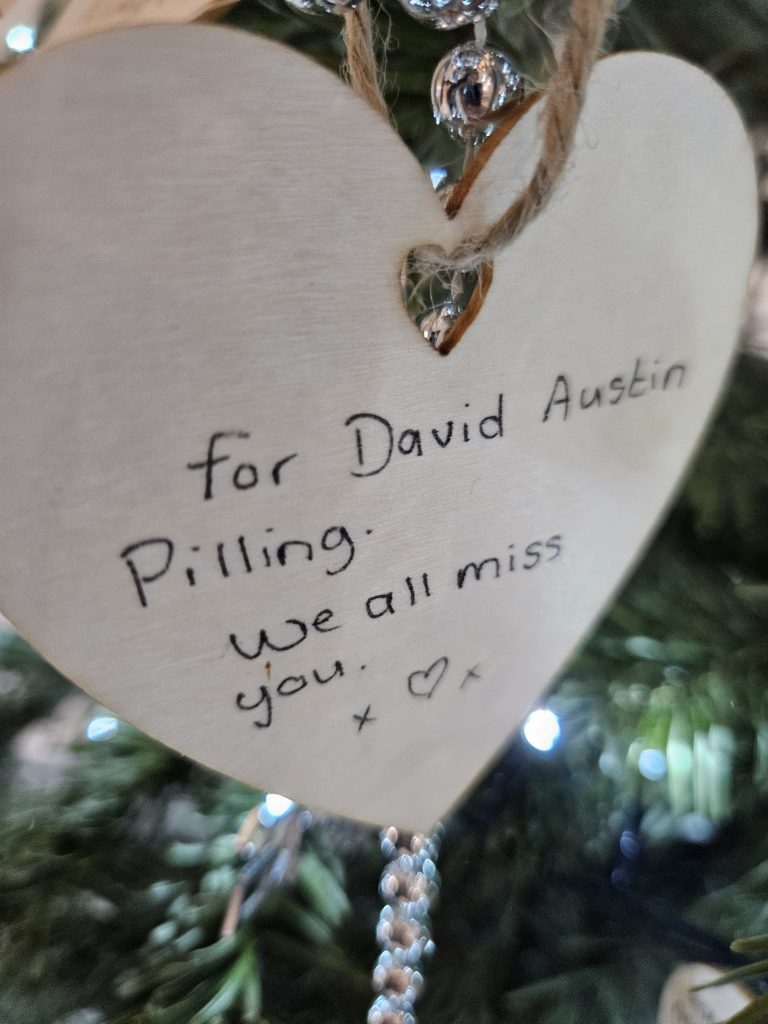 for David Austin
Pilling.
we all miss
you.
x ♡ x